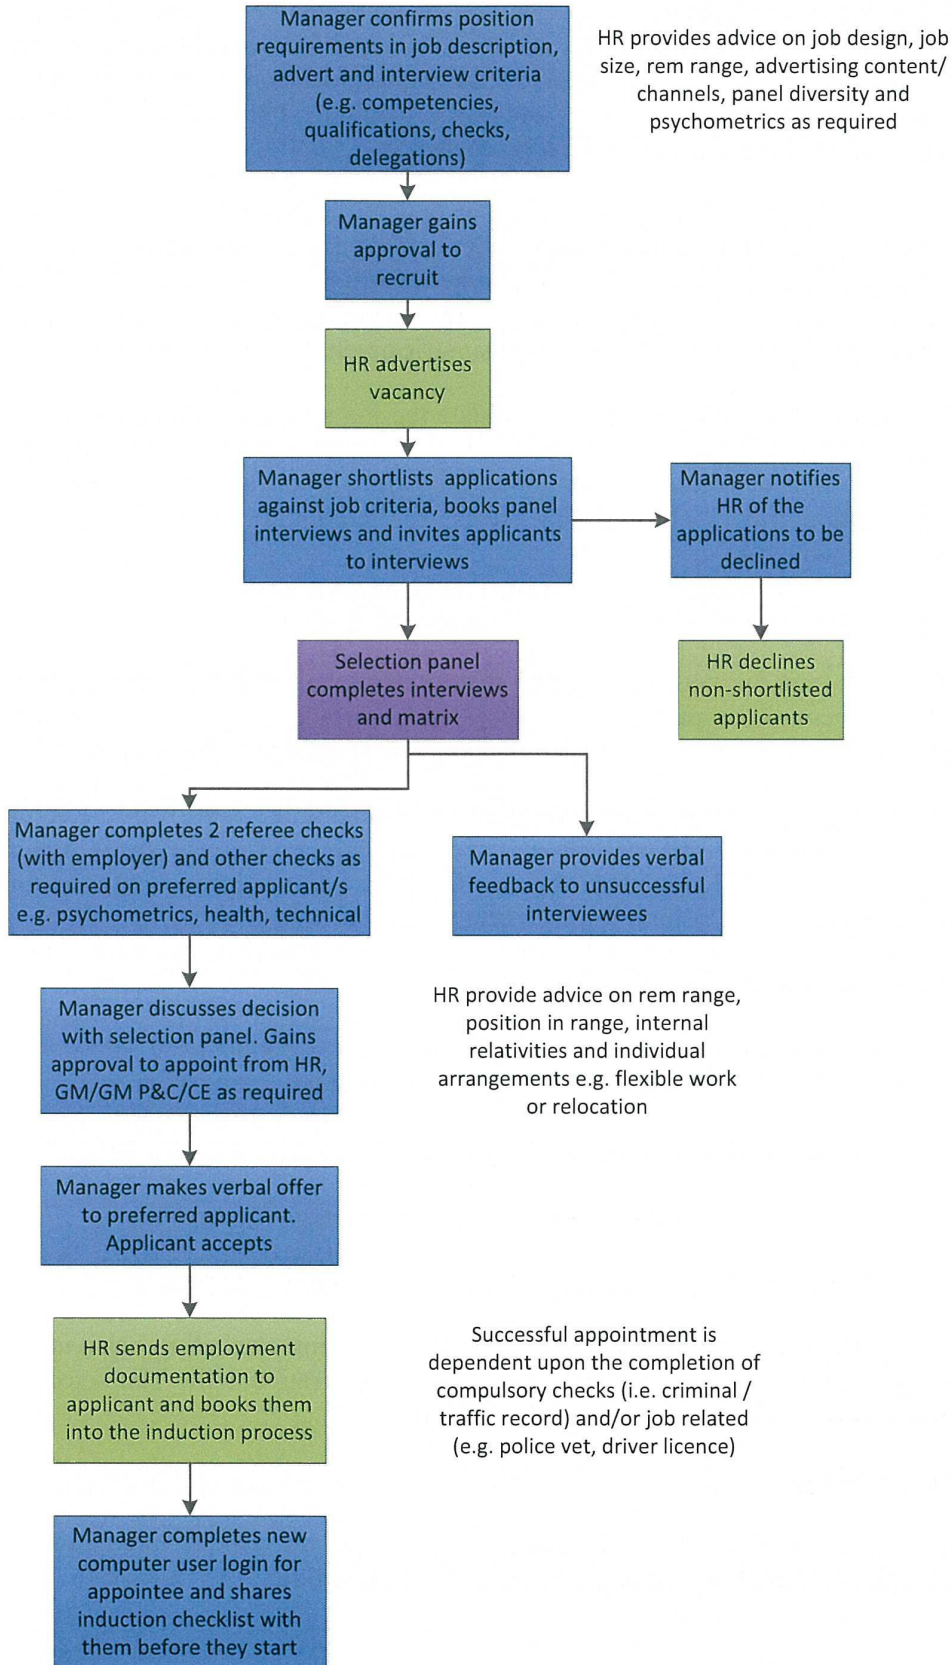 Manager confirms position
requirements in job description,
advert and interview criteria
(e.g. competencies,
qualifications, checks,
delegations)
HR provides advice on job design, job
size, rem range, advertising content/
channels, panel diversity and
psychometrics as required
Manager gains
approval to
recruit
HR advertises
vacancy
Manager shortlists applications
against job criteria, books panel
interviews and invites applicants
to interviews
Manager notifies
HR of the
applications to be
declined
Selection panel
completes interviews
and matrix
HR declines
non-shortlisted
applicants
Manager completes 2 referee checks
(with employer) and other checks as
required on preferred applicant/s
e.g. psychometrics, health, technical
Manager provides verbal
feedback to unsuccessful
interviewees
Manager discusses decision
with selection panel. Gains
approval to appoint from HR,
GM/GM P&C/CE as required
HR provide advice on rem range,
position in range, internal
relativities and individual
arrangements e.g. flexible work
or relocation
Manager makes verbal offer
to preferred applicant.
Applicant accepts
HR sends employment
documentation to
applicant and books them
into the induction process
Successful appointment is
dependent upon the completion of
compulsory checks (i.e. criminal /
traffic record) and/or job related
(e.g. police vet, driver licence)
Manager completes new
computer user login for
appointee and shares
induction checklist with
them before they start